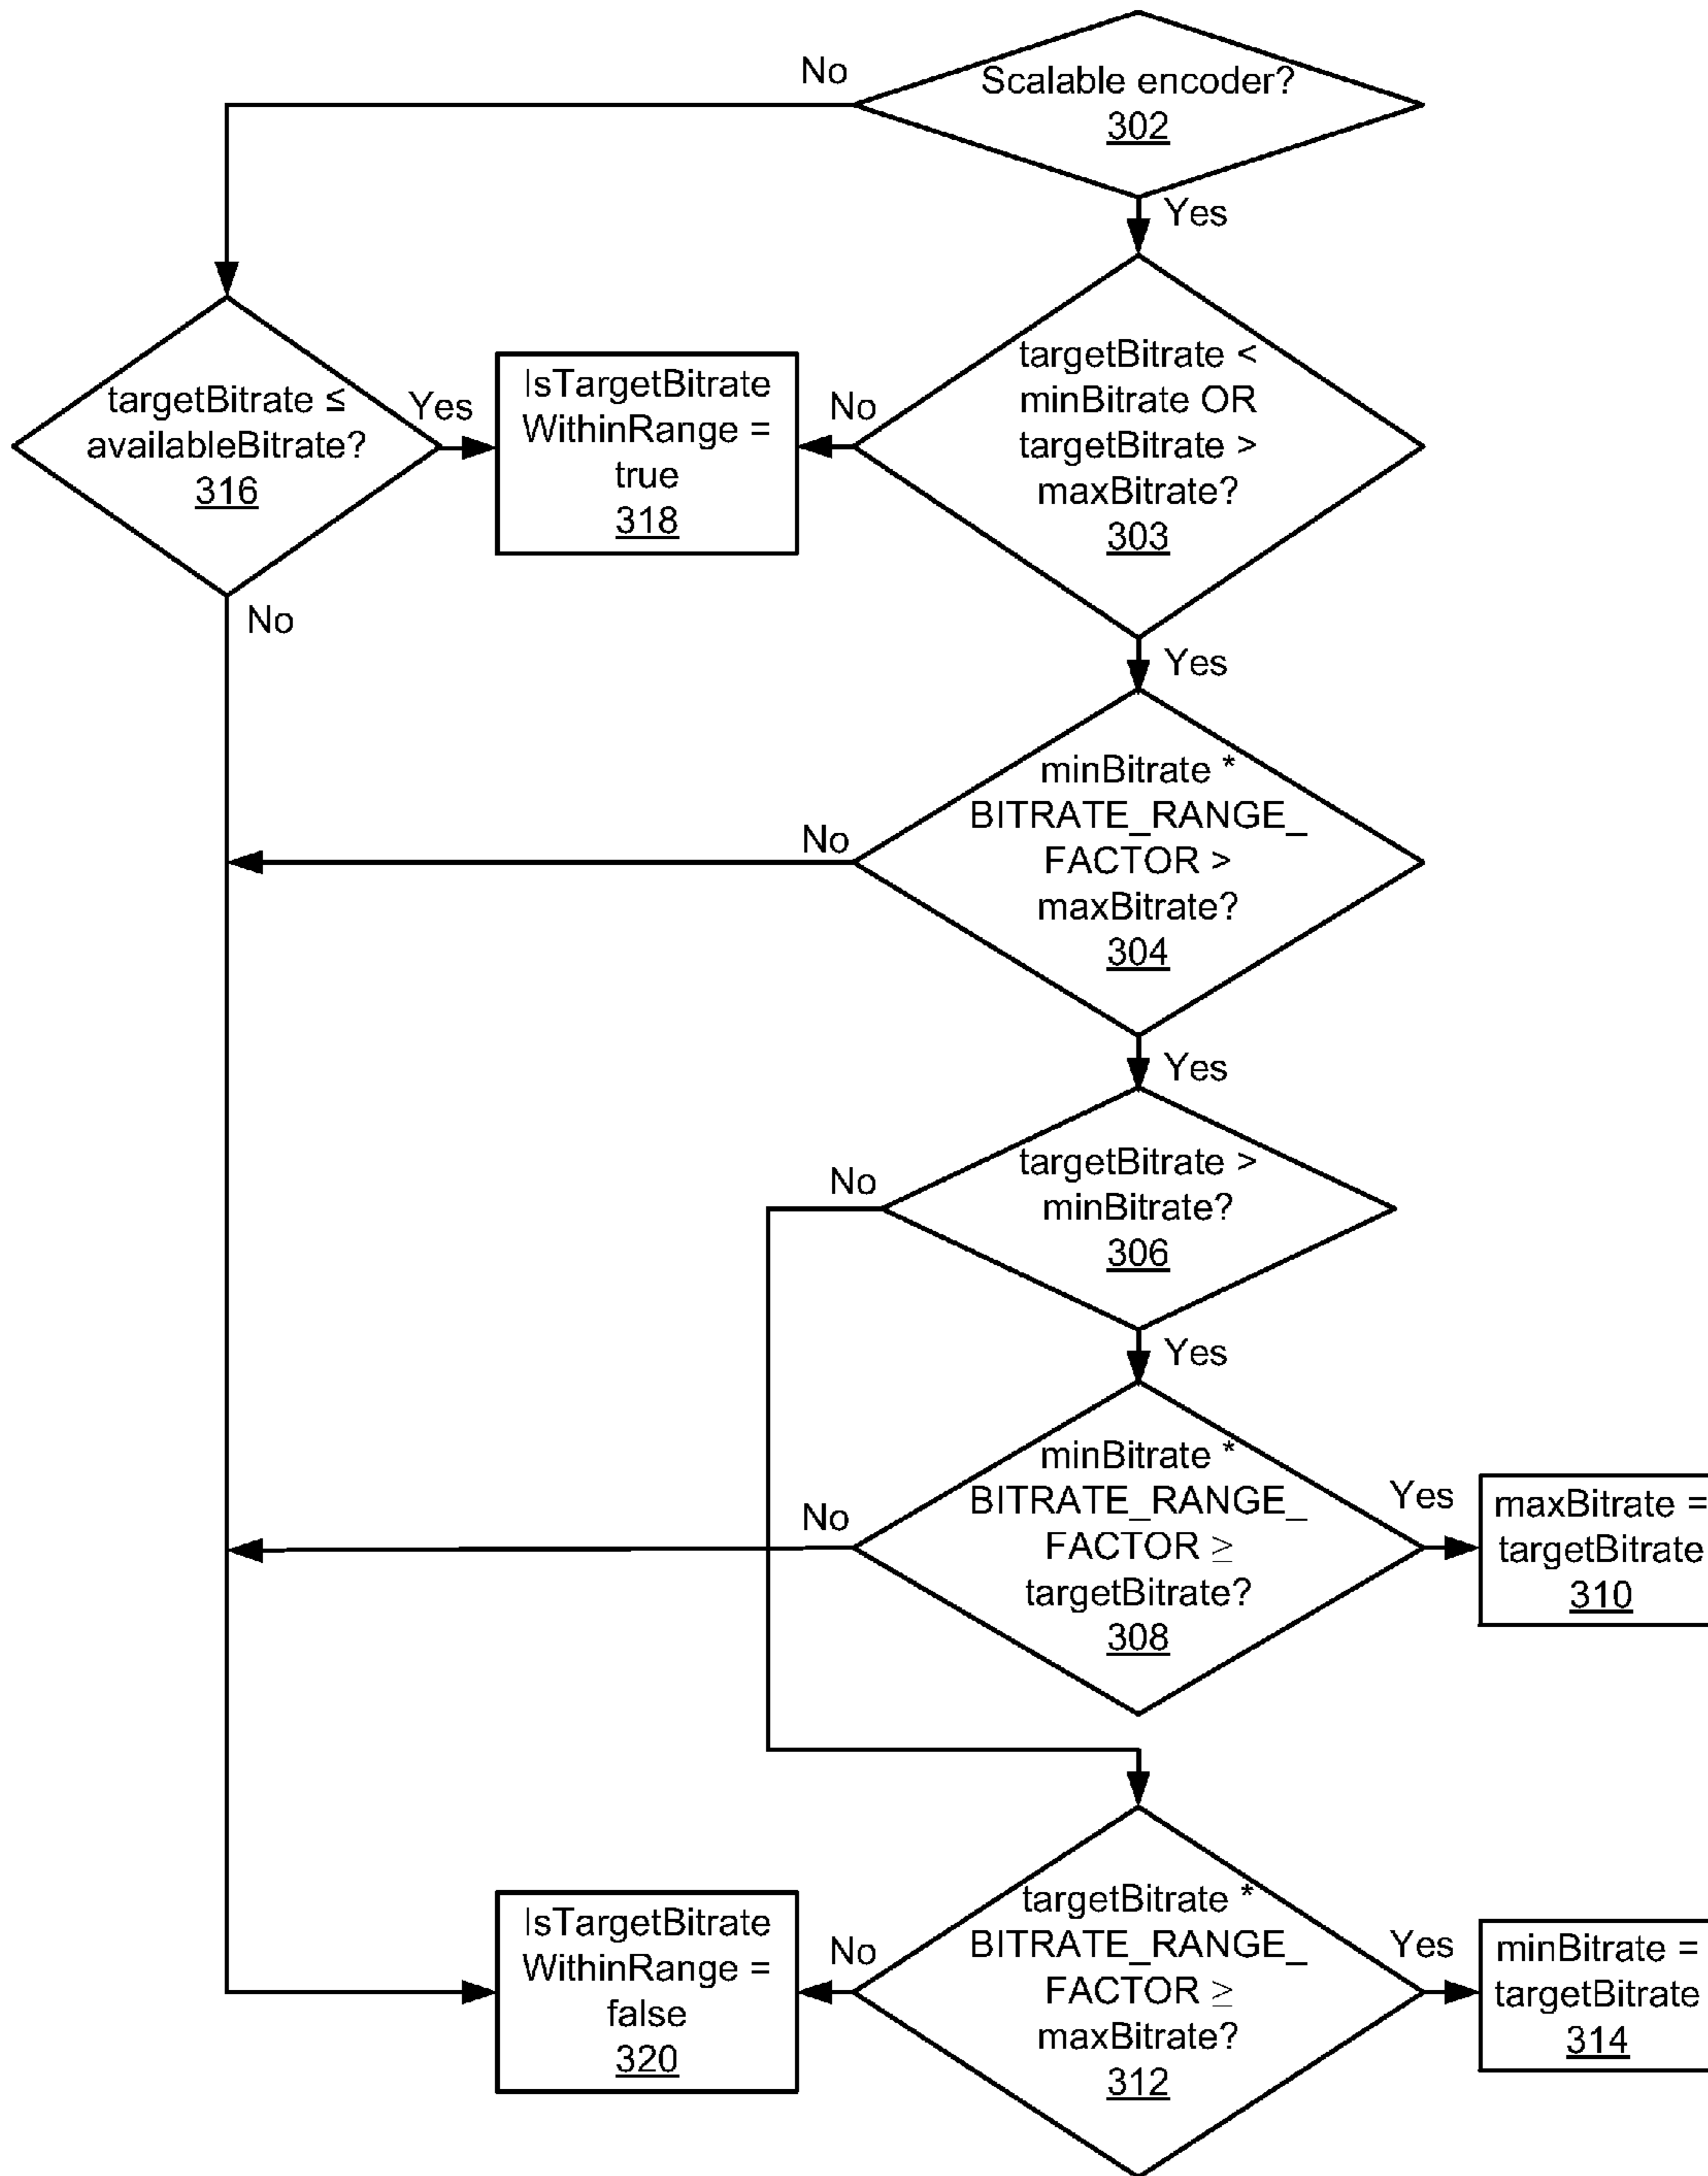 No
Scalable encoder?
302
Yes
targetBitrate ≤
availableBitrate?
316
Yes
No
IsTargetBitrate
WithinRange =
true
318
No
targetBitrate <
minBitrate OR
targetBitrate >
maxBitrate?
303
Yes
No
minBitrate *
BITRATE_RANGE_
FACTOR >
maxBitrate?
304
Yes
No
targetBitrate >
minBitrate?
306
Yes
No
minBitrate *
BITRATE_RANGE_
FACTOR ≥
targetBitrate?
308
Yes
maxBitrate =
targetBitrate
310
IsTargetBitrate
WithinRange =
false
320
No
targetBitrate *
BITRATE_RANGE_
FACTOR ≥
maxBitrate?
312
Yes
minBitrate =
targetBitrate
314